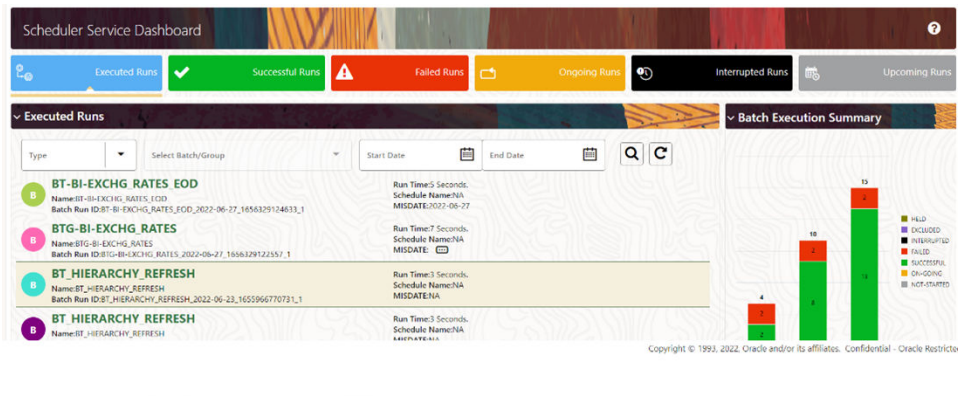 Scheduler Service Dashboard
?
Executed Runs
Successful Runs
Failed Runs
Ongoing Runs
Interrupted Runs
Upcoming Runs
Executed Runs
Type
Select Batch/Group
Start Date
End Date
B
BT-BI-EXCHG_RATES_EOD
Name:BT-BI-EXCHG_RATES_EOD
Batch Run ID:BT-BI-EXCHG_RATES_EOD_2022-06-27_1656329124633_1
Run Time:5 Seconds.
Schedule Name:NA
MISDATE:2022-06-27
B
BTG-BI-EXCHG_RATES
Name:BTG-BI-EXCHG_RATES
Batch Run ID:BTG-BI-EXCHG_RATES_2022-06-27_1656329122557_1
Run Time:7 Seconds.
Schedule Name:NA
MISDATE:
B
BT_HIERARCHY_REFRESH
Name:BT_HIERARCHY_REFRESH
Batch Run ID:BT_HIERARCHY_REFRESH_2022-06-23_1655966770731_1
Run Time:3 Seconds.
Schedule Name:NA
MISDATE:NA
B
BT_HIERARCHY_REFRESH
Name:BT_HIERARCHY_REFRESH
Run Time:3 Seconds.
Schedule Name:NA
MISDATE:NA
Batch Execution Summary
15
2
13
10
2
8
4
2
2
HELD
EXCLUDED
INTERRUPTED
FAILED
SUCCESSFUL
ON-GOING
NOT-STARTED
Copyright © 1993, 2022, Oracle and/or its affiliates. Confidential - Oracle Restricte